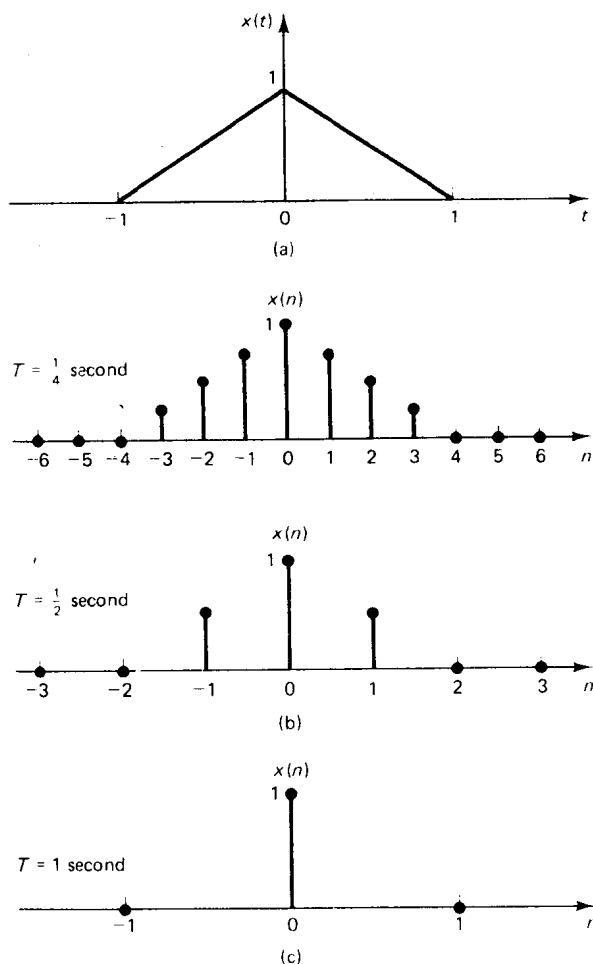 x(t)
1
−1 0 1 t
(a)
x(n)
1
T = 1/4 second
−6 −5 −4 −3 −2 −1 0 1 2 3 4 5 6 n
x(n)
1
T = 1/2 second
−3 −2 −1 0 1 2 3 n
(b)
x(n)
1
T = 1 second
−1 0 1
(c)